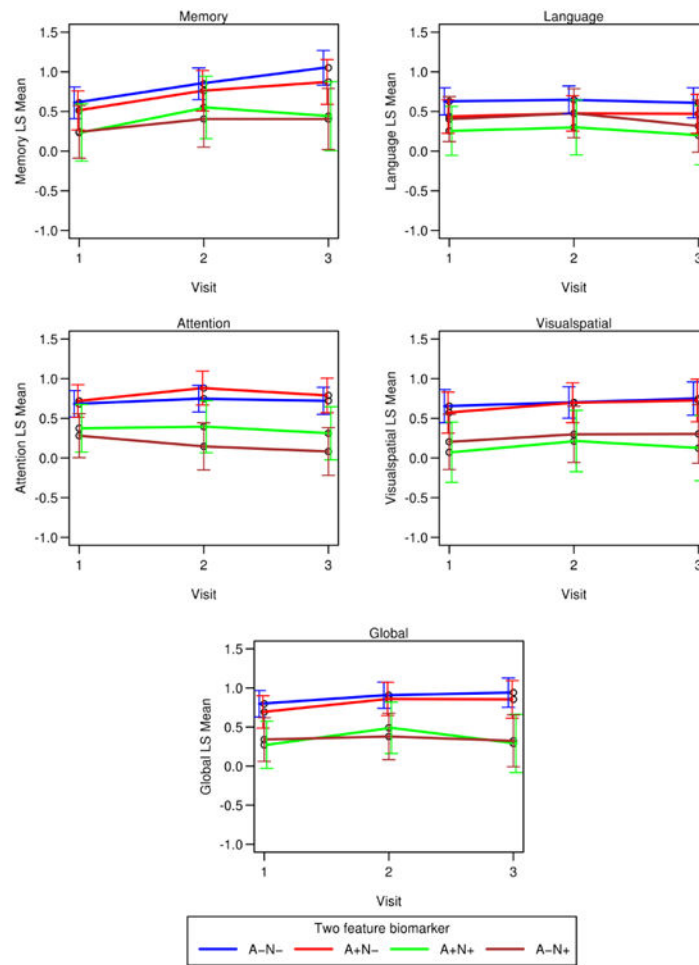 Memory
Language
1.5
1.0
0.5
0.0
-0.5
-1.0
Memory LS Mean
1
2
3
Visit
1.5
1.0
0.5
0.0
-0.5
-1.0
Language LS Mean
1
2
3
Visit
Attention
Visualspatial
1.5
1.0
0.5
0.0
-0.5
-1.0
Attention LS Mean
1
2
3
Visit
1.5
1.0
0.5
0.0
-0.5
-1.0
Visualspatial LS Mean
1
2
3
Visit
Global
1.5
1.0
0.5
0.0
-0.5
-1.0
Global LS Mean
1
2
3
Visit
Two feature biomarker
A−N− A+N− A+N+ A−N+